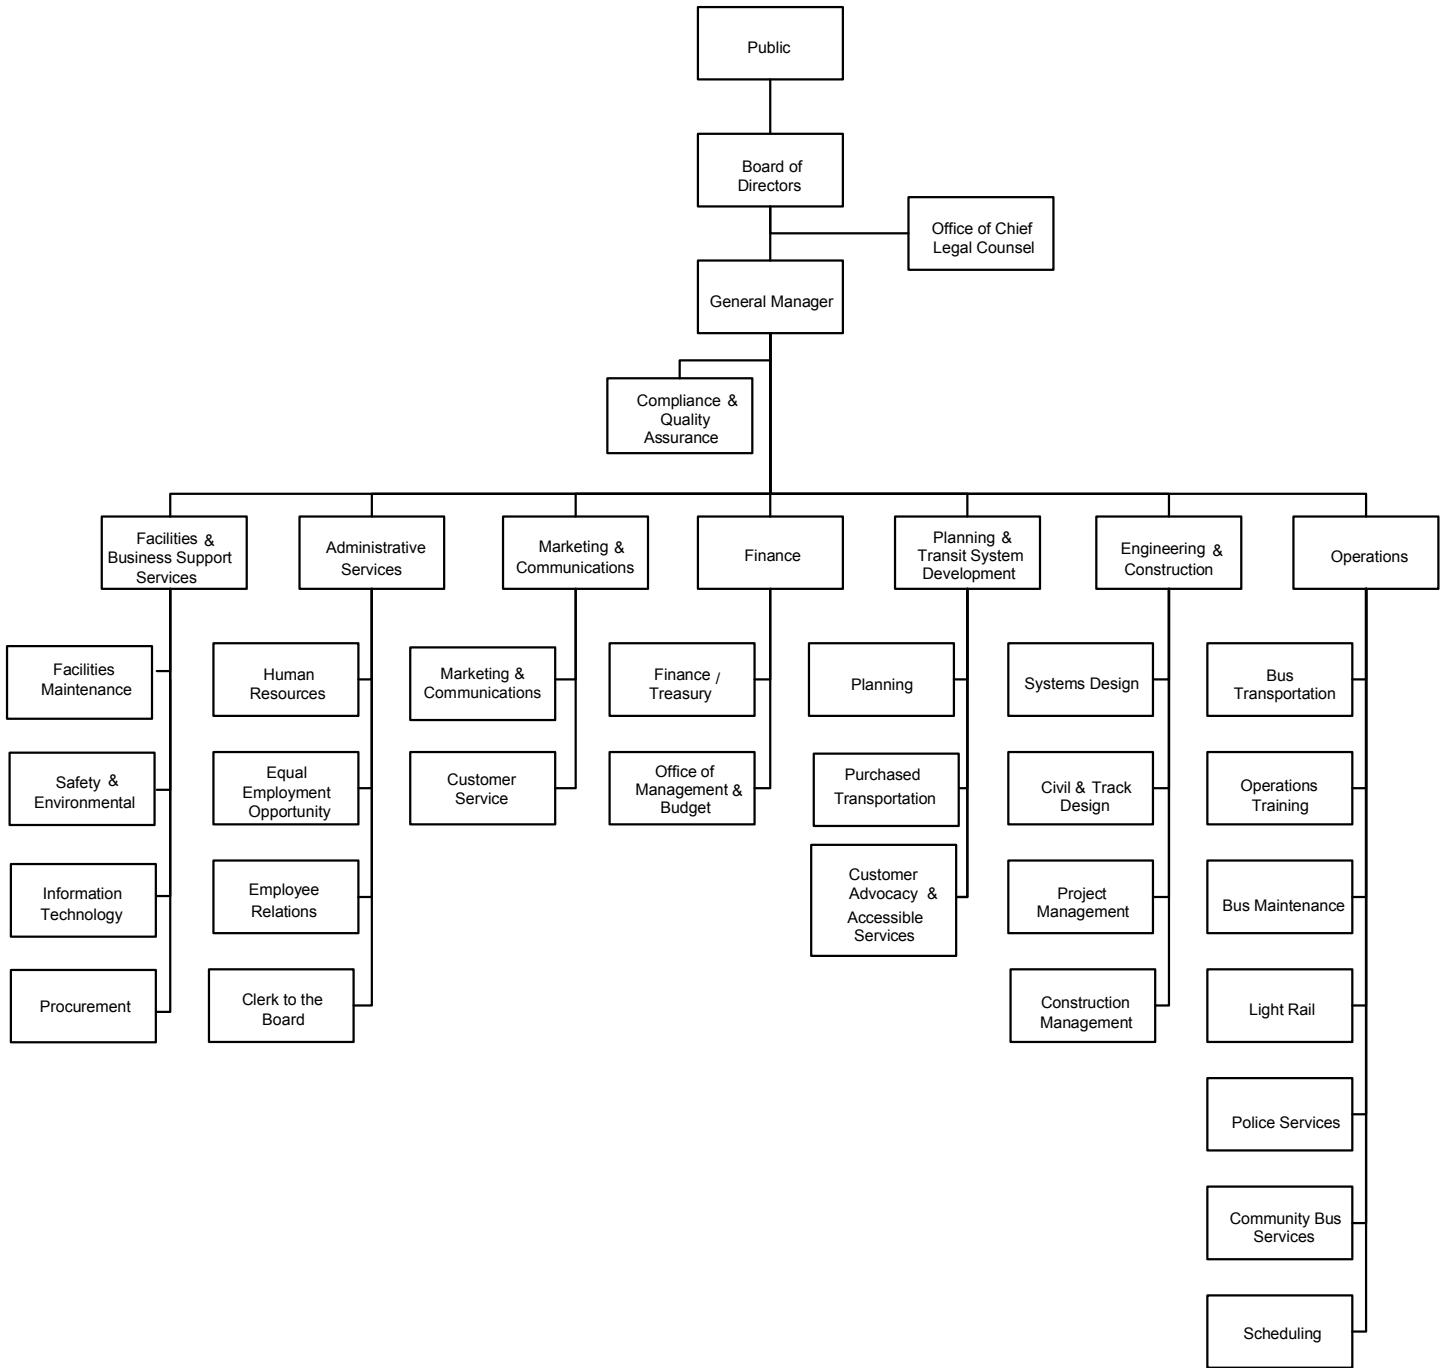 Public
Board of
Directors
Office of Chief
Legal Counsel
General Manager
Compliance &
Quality
Assurance
Facilities &
Business Support
Services
Administrative
Services
Marketing &
Communications
Finance
Planning &
Transit System
Development
Engineering &
Construction
Operations
Facilities
Maintenance
Safety &
Environmental
Information
Technology
Procurement
Human
Resources
Equal
Employment
Opportunity
Employee
Relations
Clerk to the
Board
Marketing &
Communications
Customer
Service
Finance /
Treasury
Office of
Management &
Budget
Planning
Purchased
Transportation
Customer
Advocacy &
Accessible
Services
Systems Design
Civil & Track
Design
Project
Management
Construction
Management
Bus
Transportation
Operations
Training
Bus Maintenance
Light Rail
Police Services
Community Bus
Services
Scheduling